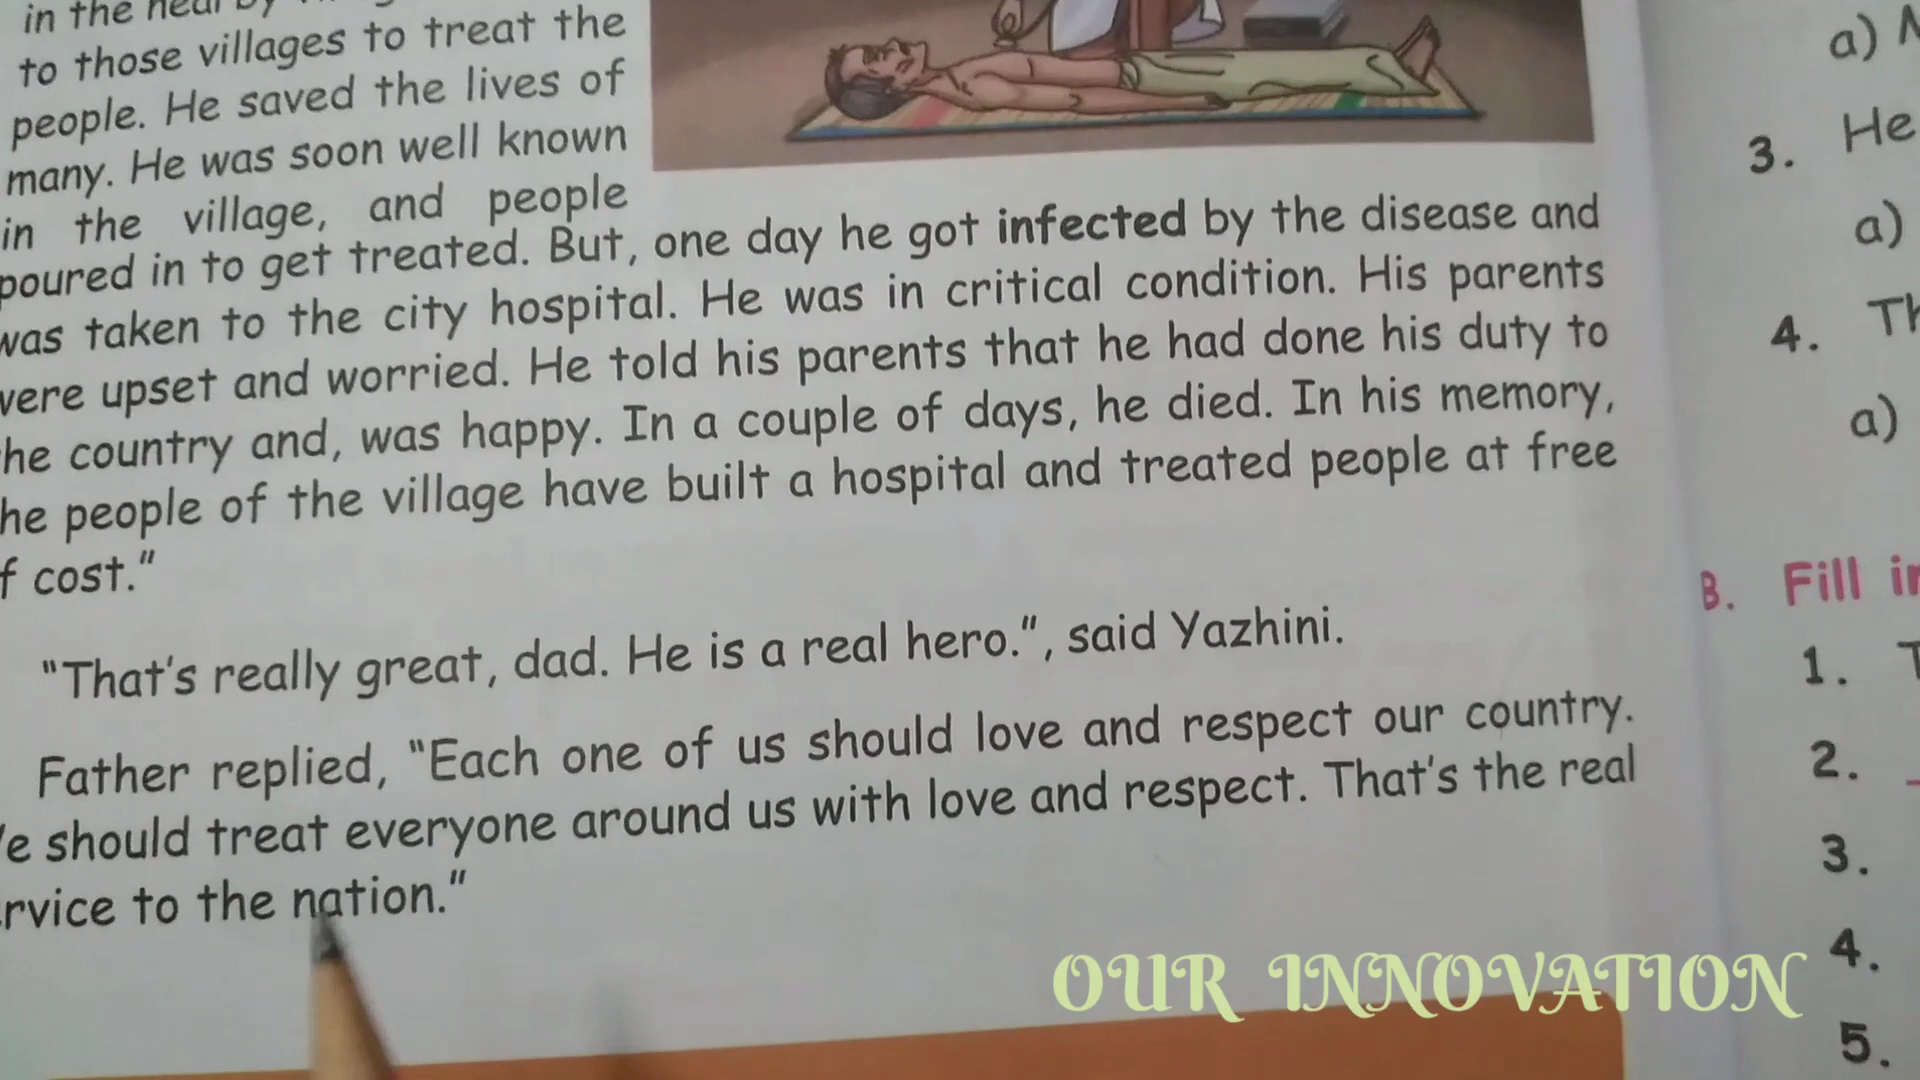 in the
to those villages to treat the
people. He saved the lives of
many. He was soon well known
in the village, and people
poured in to get treated. But, one day he got infected by the disease and
was taken to the city hospital. He was in critical condition. His parents
were upset and worried. He told his parents that he had done his duty to
he country and, was happy. In a couple of days, he died. In his memory,
he people of the village have built a hospital and treated people at free
f cost."
"That's really great, dad. He is a real hero.", said Yazhini.
Father replied, "Each one of us should love and respect our country.
e should treat everyone around us with love and respect. That's the real
rvice to the nation."
OUR INNOVATION
a)
3. He
a)
4. Th
a)
B. Fill in
1. T
2.
3.
4.
5.